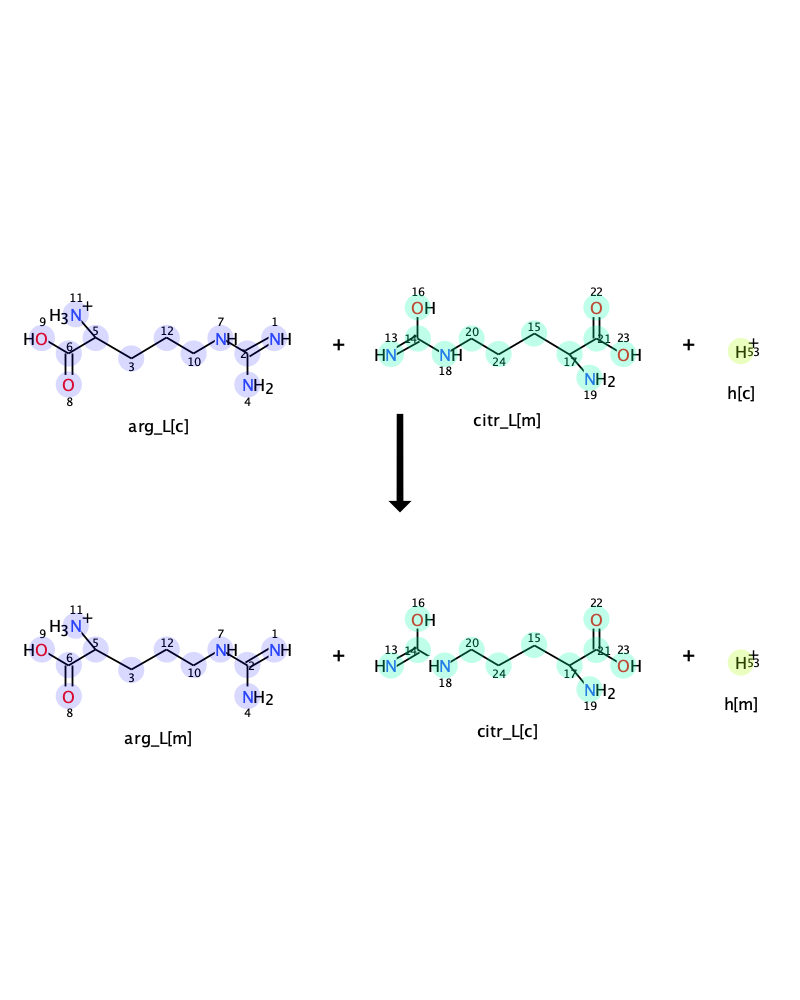 11
H3N+
9
HO
5
6
12
7
NH
1
NH
3
10
2
8
O
4
NH2
arg_L[c]
+
16
OH
13
HN
14
20
15
22
O
21
23
OH
NH
18
24
17
NH2
19
citr_L[m]
+
H+
53
h[c]
11
H3N+
9
HO
5
6
12
7
NH
1
NH
3
10
2
8
O
4
NH2
arg_L[m]
+
16
OH
13
HN
14
20
15
22
O
21
23
OH
HN
18
24
17
NH2
19
citr_L[c]
+
H+
53
h[m]